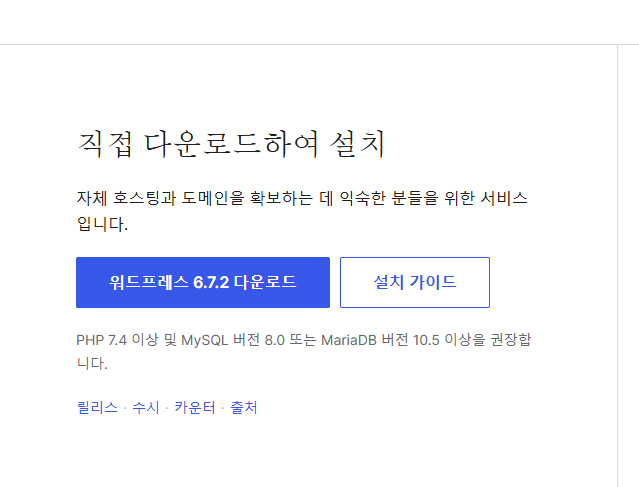 직접 다운로드하여 설치
자체 호스팅과 도메인을 확보하는 데 익숙한 분들을 위한 서비스
입니다.
워드프레스 6.7.2 다운로드
설치 가이드
PHP 7.4 이상 및 MySQL 버전 8.0 또는 MariaDB 버전 10.5 이상을 권장합
니다.
릴리스 · 수시 · 카운터 · 출처